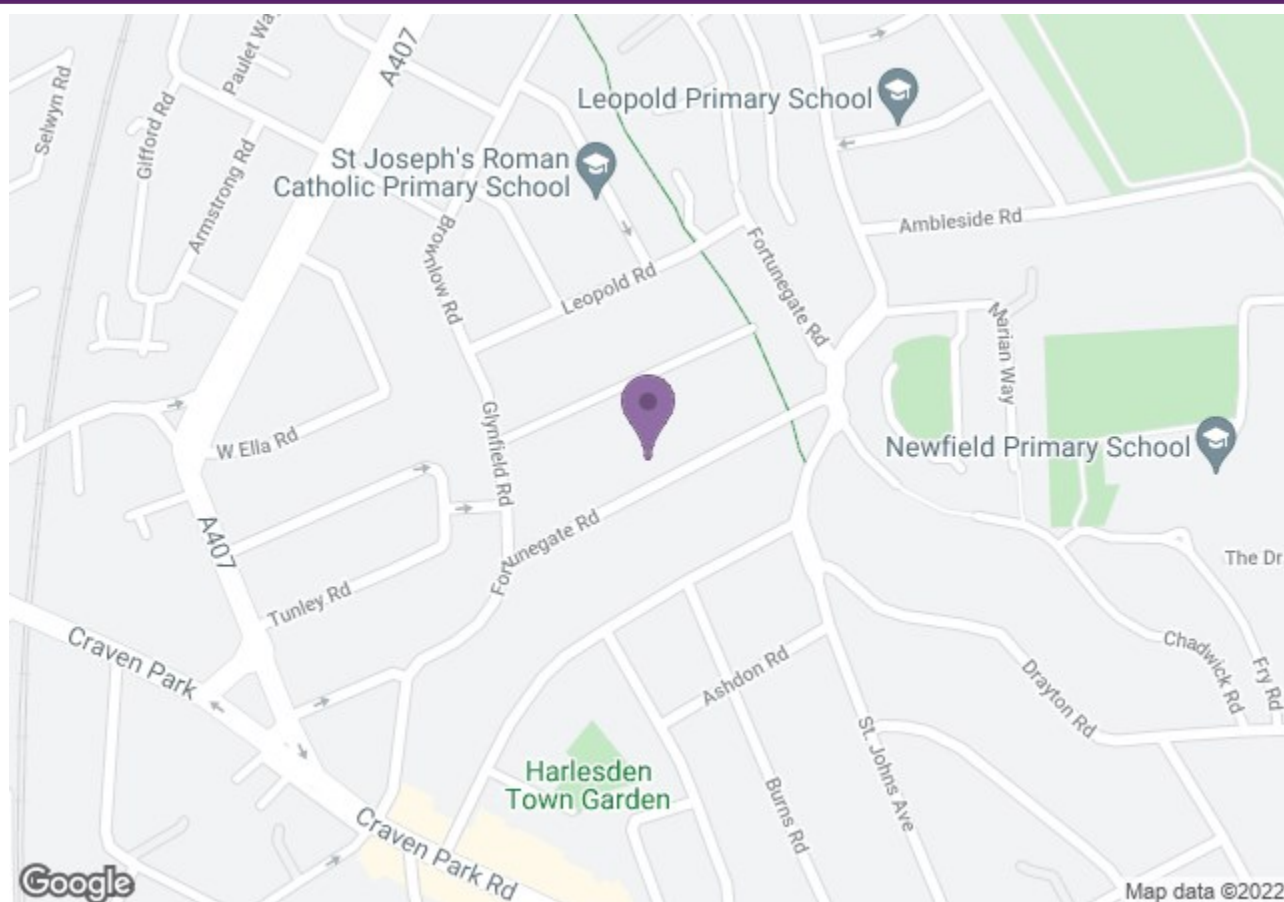 Paulet Way
A407
Selwyn Rd
Gifford Rd
Leopold Primary School
Armstrong Rd
St Joseph's Roman
Catholic Primary School
Ambleside Rd
Brownlow Rd
Fortunegate Rd
Leopold Rd
Marian Way
Glynfield Rd
W Ella Rd
Newfield Primary School
A407
Fortunegate Rd
The Dr
Tunley Rd
Craven Park
Chadwick Rd
Fry Rd
Ashdon Rd
Drayton Rd
St. Johns Ave
Harlesden
Town Garden
Burns Rd
Craven Park Rd
Google
Map data ©2022